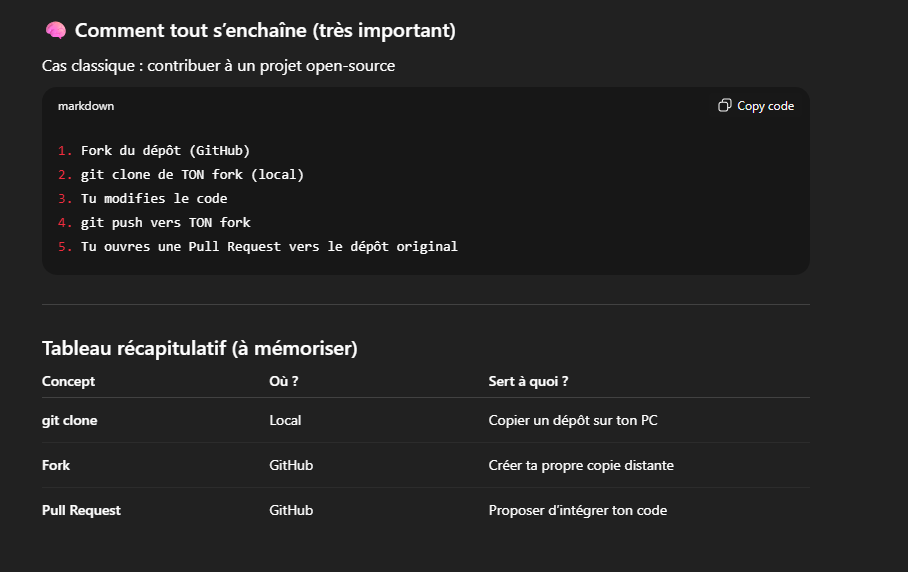 🧠 Comment tout s’enchaîne (très important)
Cas classique : contribuer à un projet open-source
markdown
Copy code
1. Fork du dépôt (GitHub)
2. git clone de TON fork (local)
3. Tu modifies le code
4. git push vers TON fork
5. Tu ouvres une Pull Request vers le dépôt original
Tableau récapitulatif (à mémoriser)
Concept Où ? Sert à quoi ?
git clone Local Copier un dépôt sur ton PC
Fork GitHub Créer ta propre copie distante
Pull Request GitHub Proposer d’intégrer ton code